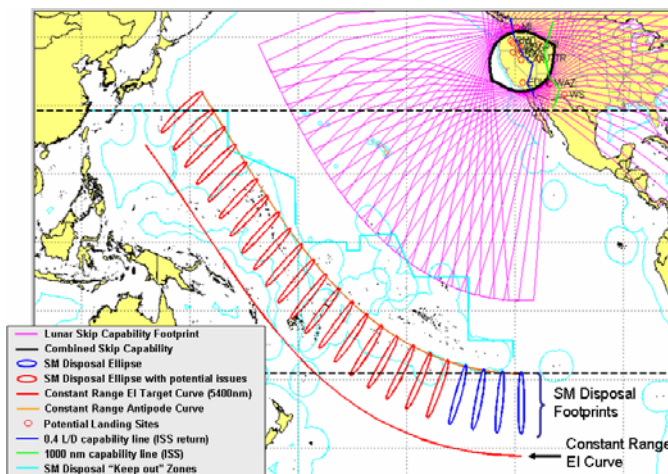 WAZ
WS
Lunar Skip Capability Footprint
Combined Skip Capability
SM Disposal Ellipse
SM Disposal Ellipse with potential issues
Constant Range EI Target Curve (5400nm)
Constant Range Antipode Curve
Potential Landing Sites
0.4 L/D capability line (ISS return)
1000 nm capability line (ISS)
SM Disposal "Keep out" Zones
SM Disposal
Footprints
Constant Range
EI Curve